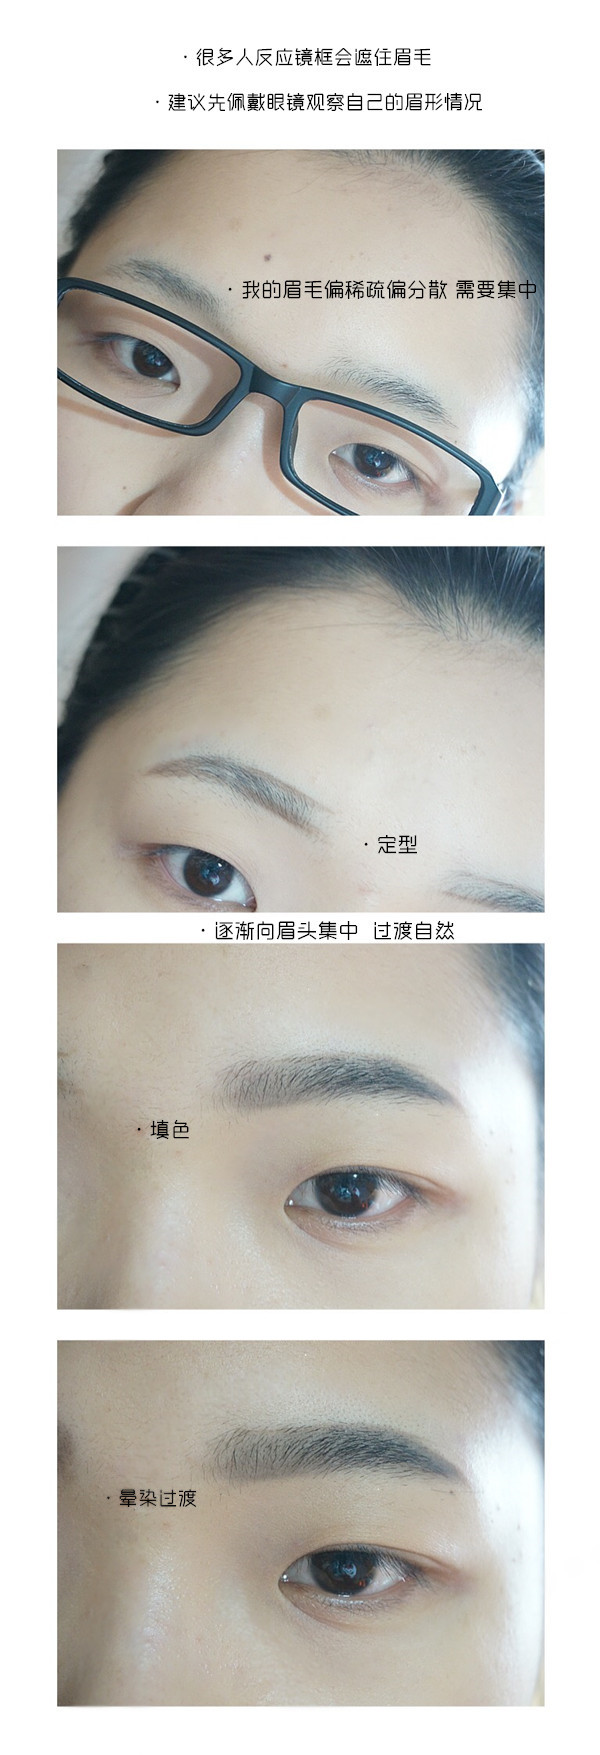 · 很多人反应镜框会遮住眉毛
· 建议先佩戴眼镜观察自己的眉形情况
· 我的眉毛偏稀疏偏分散 需要集中
· 定型
· 逐渐向眉头集中 过渡自然
· 填色
· 晕染过渡